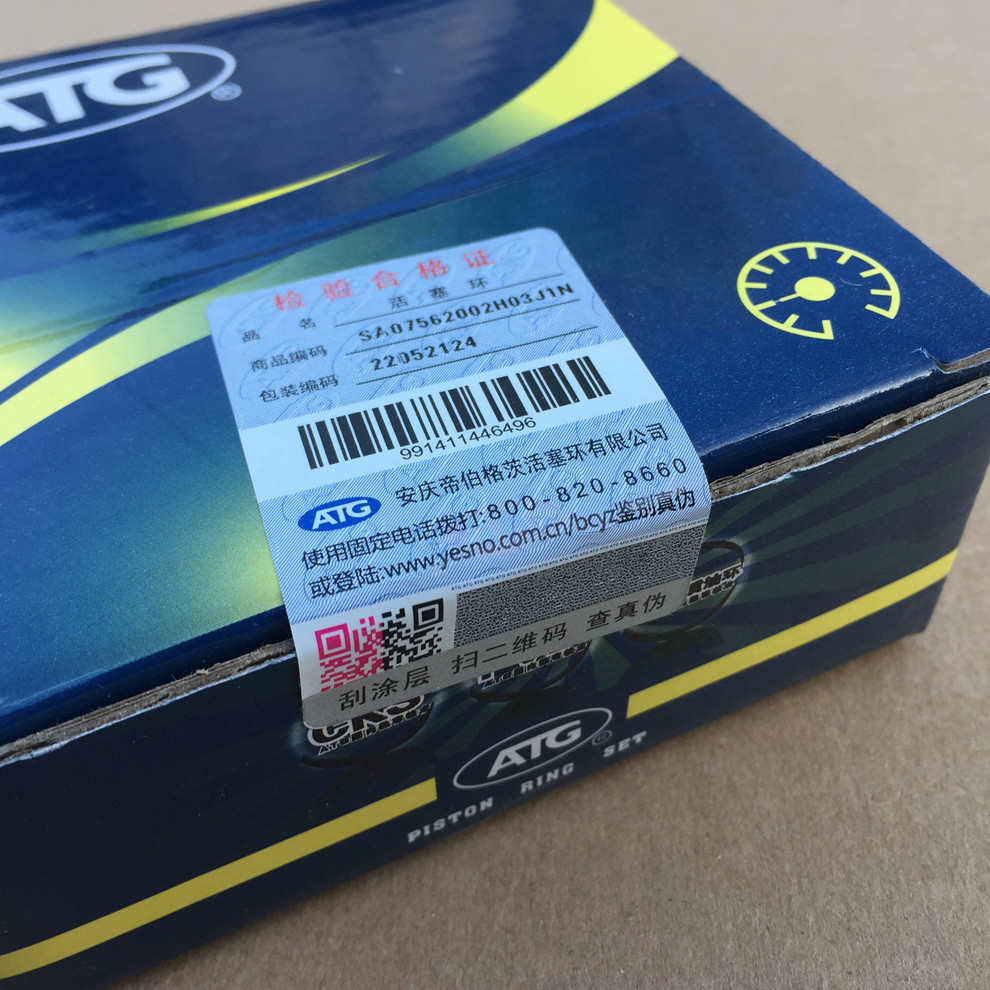 ATG®
检验合格证
品名 活塞环
商品编码 SA07562002H03J1N
包装编码 22052124
991411446496
ATG 安庆帝伯格茨活塞环有限公司
使用固定电话拨打:800-820-8660
或登陆:www.yesno.com.cn/bcyz鉴别真伪
刮涂层 扫二维码 查真伪
CKS
ATG®
PISTON RING SET